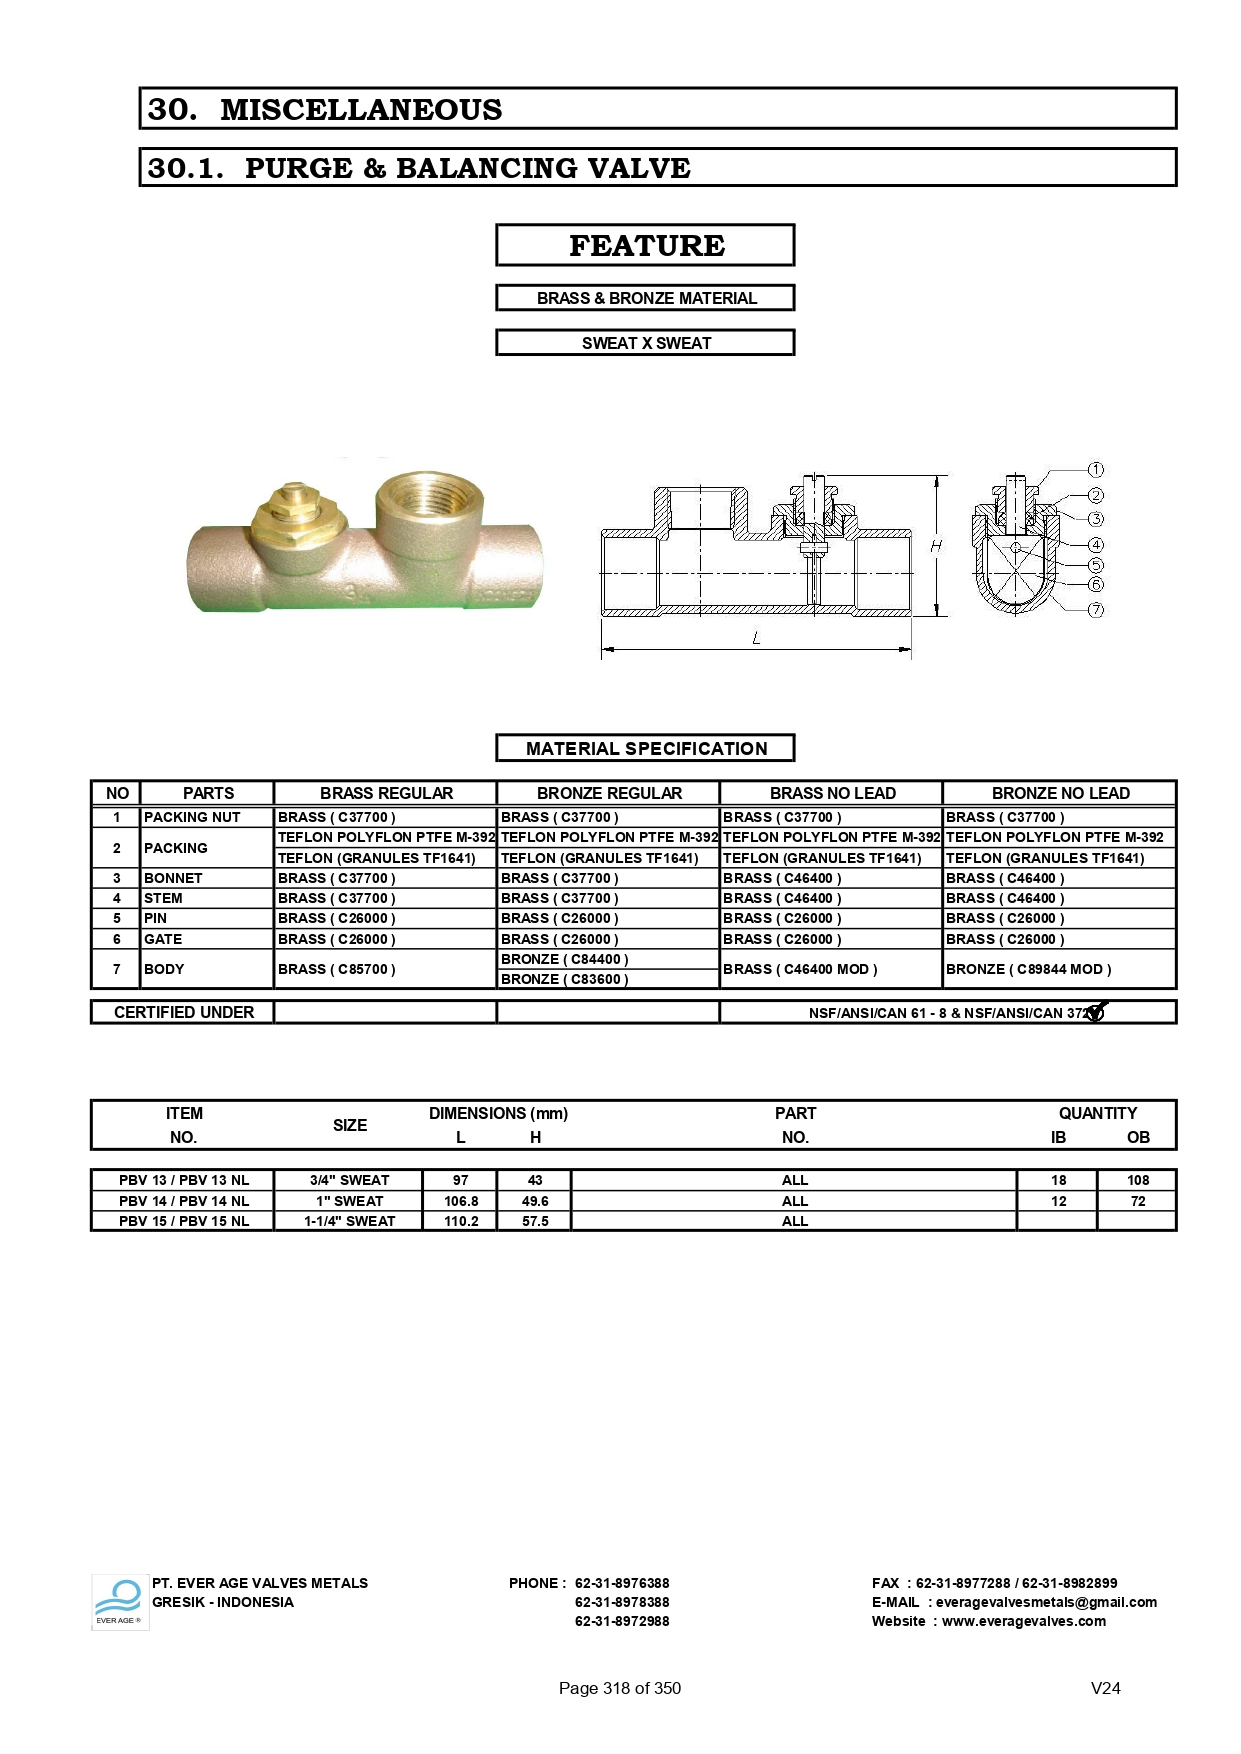 30. MISCELLANEOUS
30.1. PURGE & BALANCING VALVE
FEATURE
BRASS & BRONZE MATERIAL
SWEAT X SWEAT
H
L
1
2
3
4
5
6
7
MATERIAL SPECIFICATION
NO PARTS BRASS REGULAR BRONZE REGULAR BRASS NO LEAD BRONZE NO LEAD
1 PACKING NUT BRASS ( C37700 ) BRASS ( C37700 ) BRASS ( C37700 ) BRASS ( C37700 )
2 PACKING TEFLON POLYFLON PTFE M-392 TEFLON POLYFLON PTFE M-392 TEFLON POLYFLON PTFE M-392 TEFLON POLYFLON PTFE M-392
TEFLON (GRANULES TF1641) TEFLON (GRANULES TF1641) TEFLON (GRANULES TF1641) TEFLON (GRANULES TF1641)
3 BONNET BRASS ( C37700 ) BRASS ( C37700 ) BRASS ( C46400 ) BRASS ( C46400 )
4 STEM BRASS ( C37700 ) BRASS ( C37700 ) BRASS ( C46400 ) BRASS ( C46400 )
5 PIN BRASS ( C26000 ) BRASS ( C26000 ) BRASS ( C26000 ) BRASS ( C26000 )
6 GATE BRASS ( C26000 ) BRASS ( C26000 ) BRASS ( C26000 ) BRASS ( C26000 )
7 BODY BRASS ( C85700 ) BRONZE ( C84400 ) BRASS ( C46400 MOD ) BRONZE ( C89844 MOD )
BRONZE ( C83600 )
CERTIFIED UNDER NSF/ANSI/CAN 61 - 8 & NSF/ANSI/CAN 372
ITEM NO. SIZE DIMENSIONS (mm) PART NO. QUANTITY
L H IB OB
PBV 13 / PBV 13 NL 3/4" SWEAT 97 43 ALL 18 108
PBV 14 / PBV 14 NL 1" SWEAT 106.8 49.6 ALL 12 72
PBV 15 / PBV 15 NL 1-1/4" SWEAT 110.2 57.5 ALL
EVER AGE ®
PT. EVER AGE VALVES METALS PHONE : 62-31-8976388 FAX : 62-31-8977288 / 62-31-8982899
GRESIK - INDONESIA 62-31-8978388 E-MAIL : everagevalvesmetals@gmail.com
62-31-8972988 Website : www.everagevalves.com
Page 318 of 350 V24